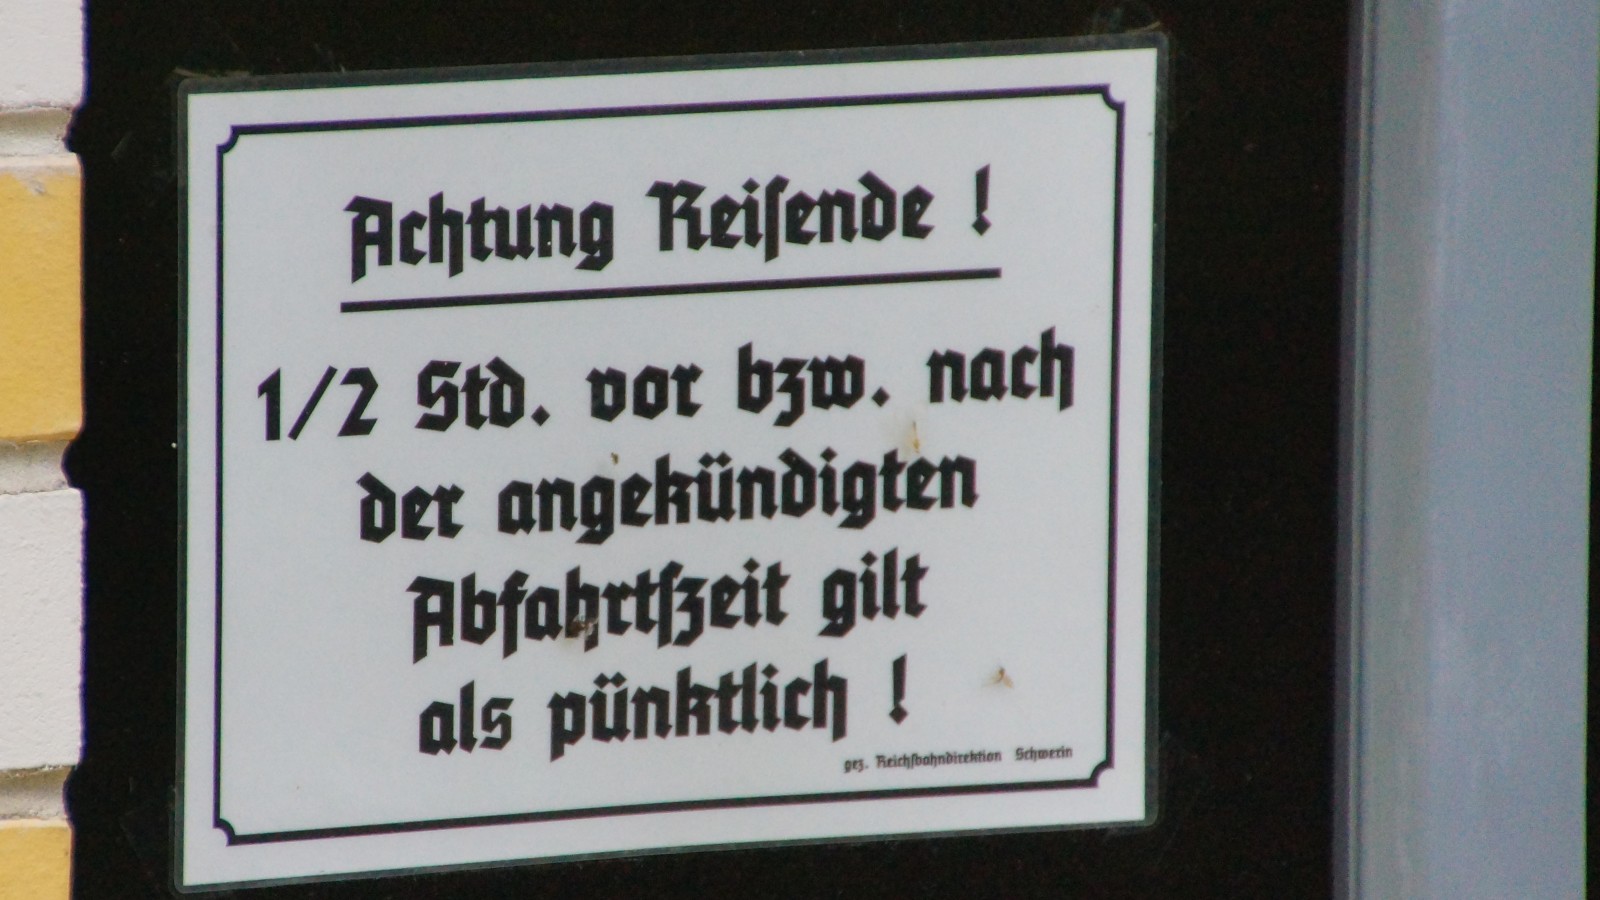 Achtung Reiſende !
1/2 Std. vor bzw. nach
der angekündigten
Abfahrtſzeit gilt
als pünktlich !
gez. Reichſbahndirektion Schwerin